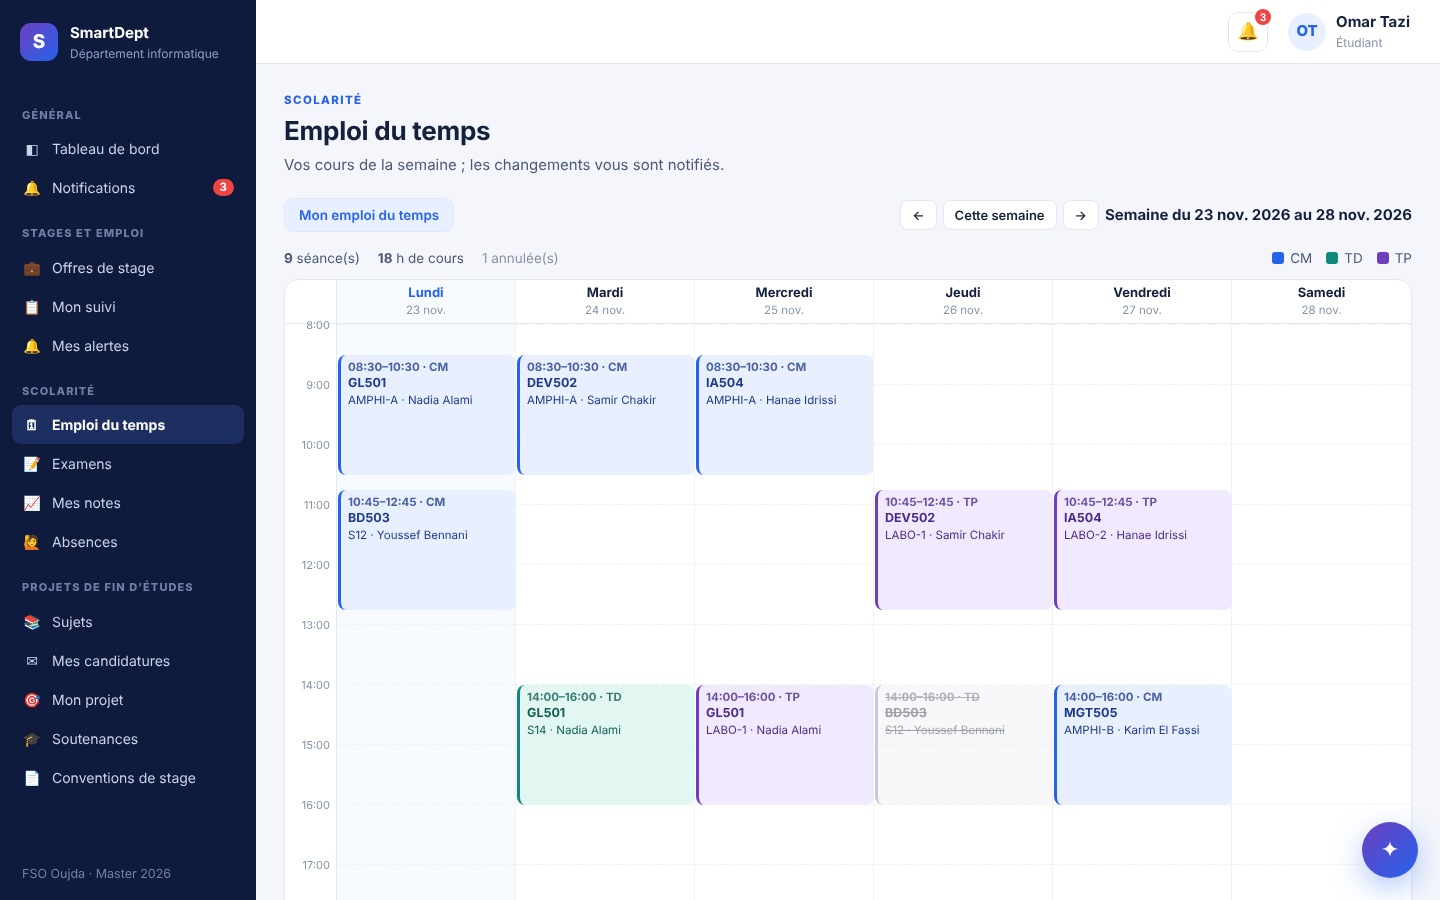 S
SmartDept
Département informatique
GÉNÉRAL
Tableau de bord
Notifications 3
STAGES ET EMPLOI
Offres de stage
Mon suivi
Mes alertes
SCOLARITÉ
Emploi du temps
Examens
Mes notes
Absences
PROJETS DE FIN D'ÉTUDES
Sujets
Mes candidatures
Mon projet
Soutenances
Conventions de stage
FSO Oujda · Master 2026
3
OT
Omar Tazi
Étudiant
SCOLARITÉ
Emploi du temps
Vos cours de la semaine ; les changements vous sont notifiés.
Mon emploi du temps
← Cette semaine → Semaine du 23 nov. 2026 au 28 nov. 2026
9 séance(s) 18 h de cours 1 annulée(s)
CM TD TP
Lundi Mardi Mercredi Jeudi Vendredi Samedi
23 nov. 24 nov. 25 nov. 26 nov. 27 nov. 28 nov.
8:00
08:30–10:30 · CM
GL501
AMPHI-A · Nadia Alami
08:30–10:30 · CM
DEV502
AMPHI-A · Samir Chakir
08:30–10:30 · CM
IA504
AMPHI-A · Hanae Idrissi
9:00
10:00
10:45–12:45 · CM
BD503
S12 · Youssef Bennani
10:45–12:45 · TP
DEV502
LABO-1 · Samir Chakir
10:45–12:45 · TP
IA504
LABO-2 · Hanae Idrissi
11:00
12:00
13:00
14:00
14:00–16:00 · TD
GL501
S14 · Nadia Alami
14:00–16:00 · TP
GL501
LABO-1 · Nadia Alami
14:00–16:00 · TD
BD503
S12 · Youssef Bennani
14:00–16:00 · CM
MGT505
AMPHI-B · Karim El Fassi
15:00
16:00
17:00